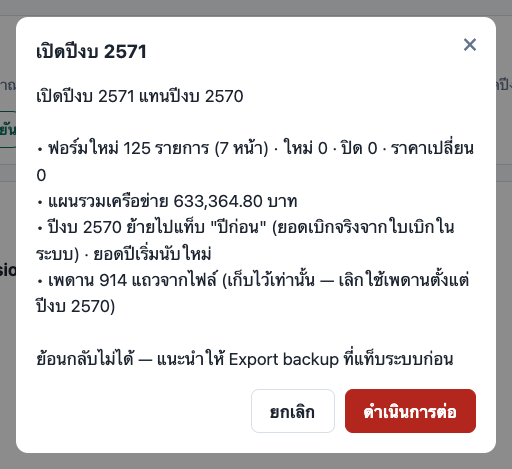 เปิดปีงบ 2571
เปิดปีงบ 2571 แทนปีงบ 2570
• ฟอร์มใหม่ 125 รายการ (7 หน้า) · ใหม่ 0 · ปิด 0 · ราคาเปลี่ยน
0
• แผนรวมเครือข่าย 633,364.80 บาท
• ปีงบ 2570 ย้ายไปแท็บ "ปีก่อน" (ยอดเบิกจริงจากใบเบิกใน
ระบบ) · ยอดปีเริ่มนับใหม่
• เพดาน 914 แถวจากไฟล์ (เก็บไว้เท่านั้น — เลิกใช้เพดานตั้งแต่
ปีงบ 2570)
ย้อนกลับไม่ได้ — แนะนำให้ Export backup ที่แท็บระบบก่อน
ยกเลิก
ดำเนินการต่อ